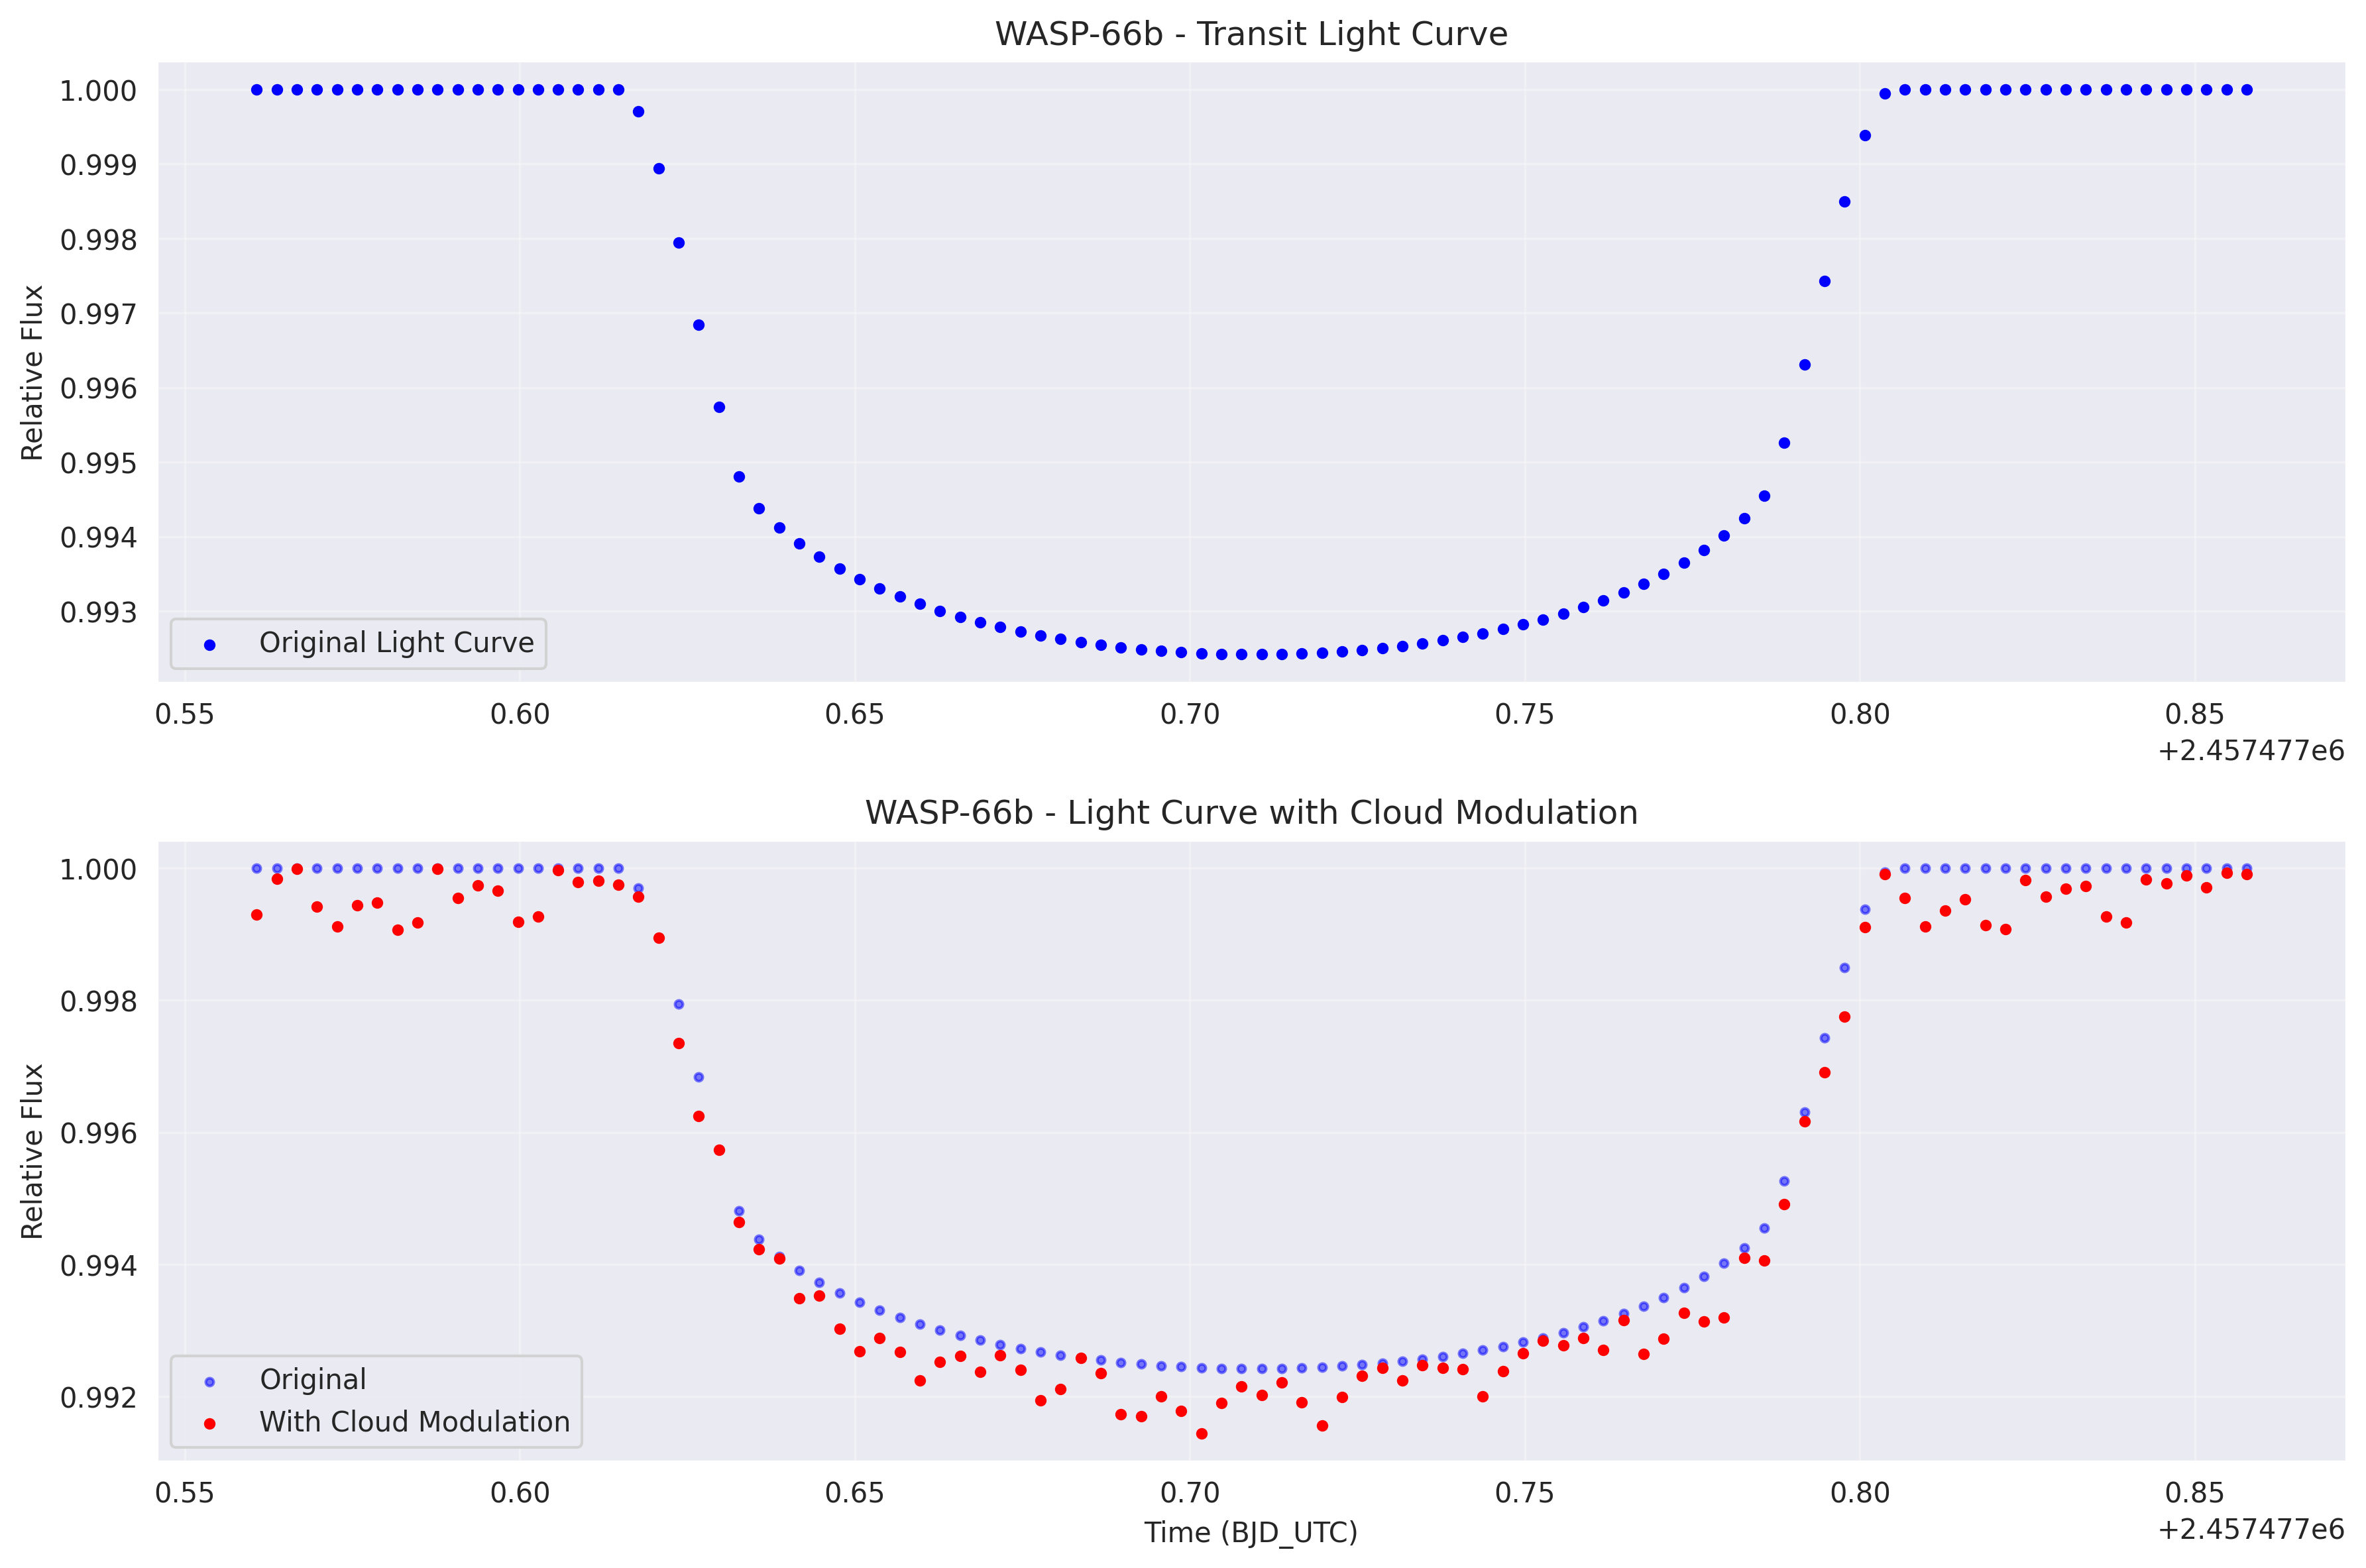 WASP-66b - Transit Light Curve
1.000
0.999
0.998
0.997
0.996
0.995
0.994
0.993
Relative Flux
Original Light Curve
0.55 0.60 0.65 0.70 0.75 0.80 0.85
+2.457477e6
WASP-66b - Light Curve with Cloud Modulation
1.000
0.998
0.996
0.994
0.992
Relative Flux
Original
With Cloud Modulation
0.55 0.60 0.65 0.70 0.75 0.80 0.85
Time (BJD_UTC)
+2.457477e6